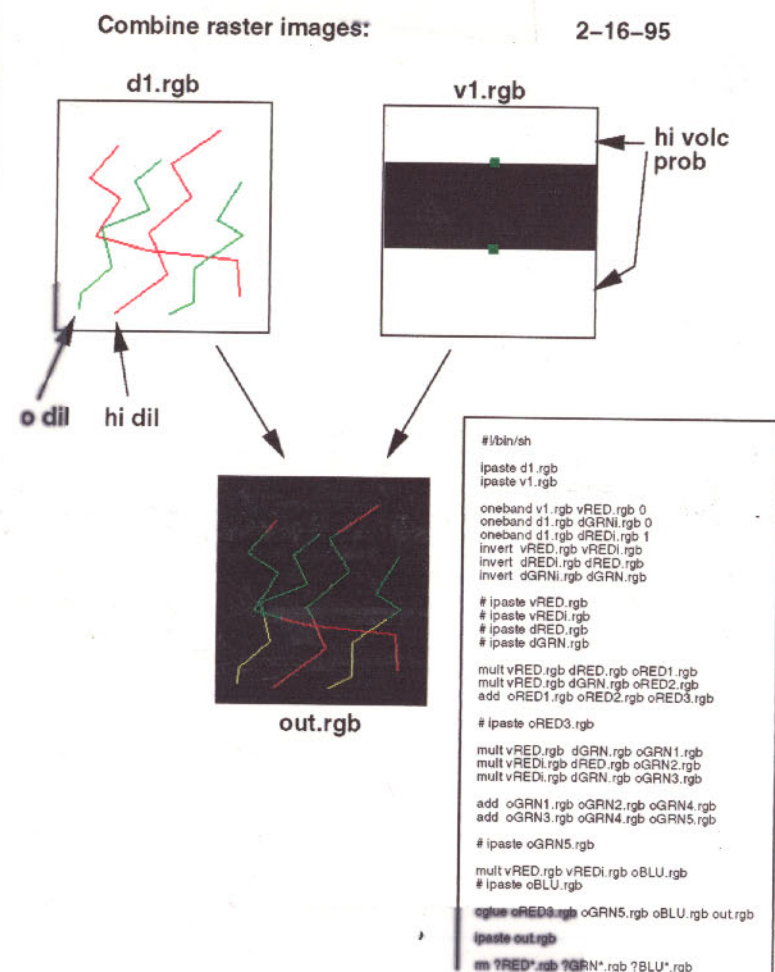 Combine raster images: 2-16-95
d1.rgb
v1.rgb
hi volc
prob
o dil
hi dil
out.rgb
#!/bin/sh
ipaste d1.rgb
ipaste v1.rgb
oneband v1.rgb vRED.rgb 0
oneband d1.rgb dGRNi.rgb 0
oneband d1.rgb dREDi.rgb 1
invert vRED.rgb vREDi.rgb
invert dREDi.rgb dRED.rgb
invert dGRNi.rgb dGRN.rgb
# ipaste vRED.rgb
# ipaste vREDi.rgb
# ipaste dRED.rgb
# ipaste dGRN.rgb
mult vRED.rgb dRED.rgb oRED1.rgb
mult vRED.rgb dGRN.rgb oRED2.rgb
add oRED1.rgb oRED2.rgb oRED3.rgb
# ipaste oRED3.rgb
mult vRED.rgb dGRN.rgb oGRN1.rgb
mult vREDi.rgb dRED.rgb oGRN2.rgb
mult vREDi.rgb dGRN.rgb oGRN3.rgb
add oGRN1.rgb oGRN2.rgb oGRN4.rgb
add oGRN3.rgb oGRN4.rgb oGRN5.rgb
# ipaste oGRN5.rgb
mult vRED.rgb vREDi.rgb oBLU.rgb
# ipaste oBLU.rgb
cglue oRED3.rgb oGRN5.rgb oBLU.rgb out.rgb
ipaste out.rgb
rm ?RED*.rgb ?GRN*.rgb ?BLU*.rgb